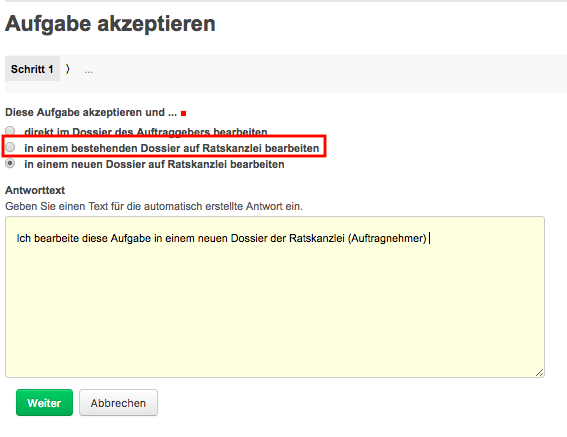 Aufgabe akzeptieren
Schritt 1 ⟩ ...
Diese Aufgabe akzeptieren und ...
direkt im Dossier des Auftraggebers bearbeiten
in einem bestehenden Dossier auf Ratskanzlei bearbeiten
in einem neuen Dossier auf Ratskanzlei bearbeiten
Antworttext
Geben Sie einen Text für die automatisch erstellte Antwort ein.
Ich bearbeite diese Aufgabe in einem neuen Dossier der Ratskanzlei (Auftragnehmer)
Weiter Abbrechen